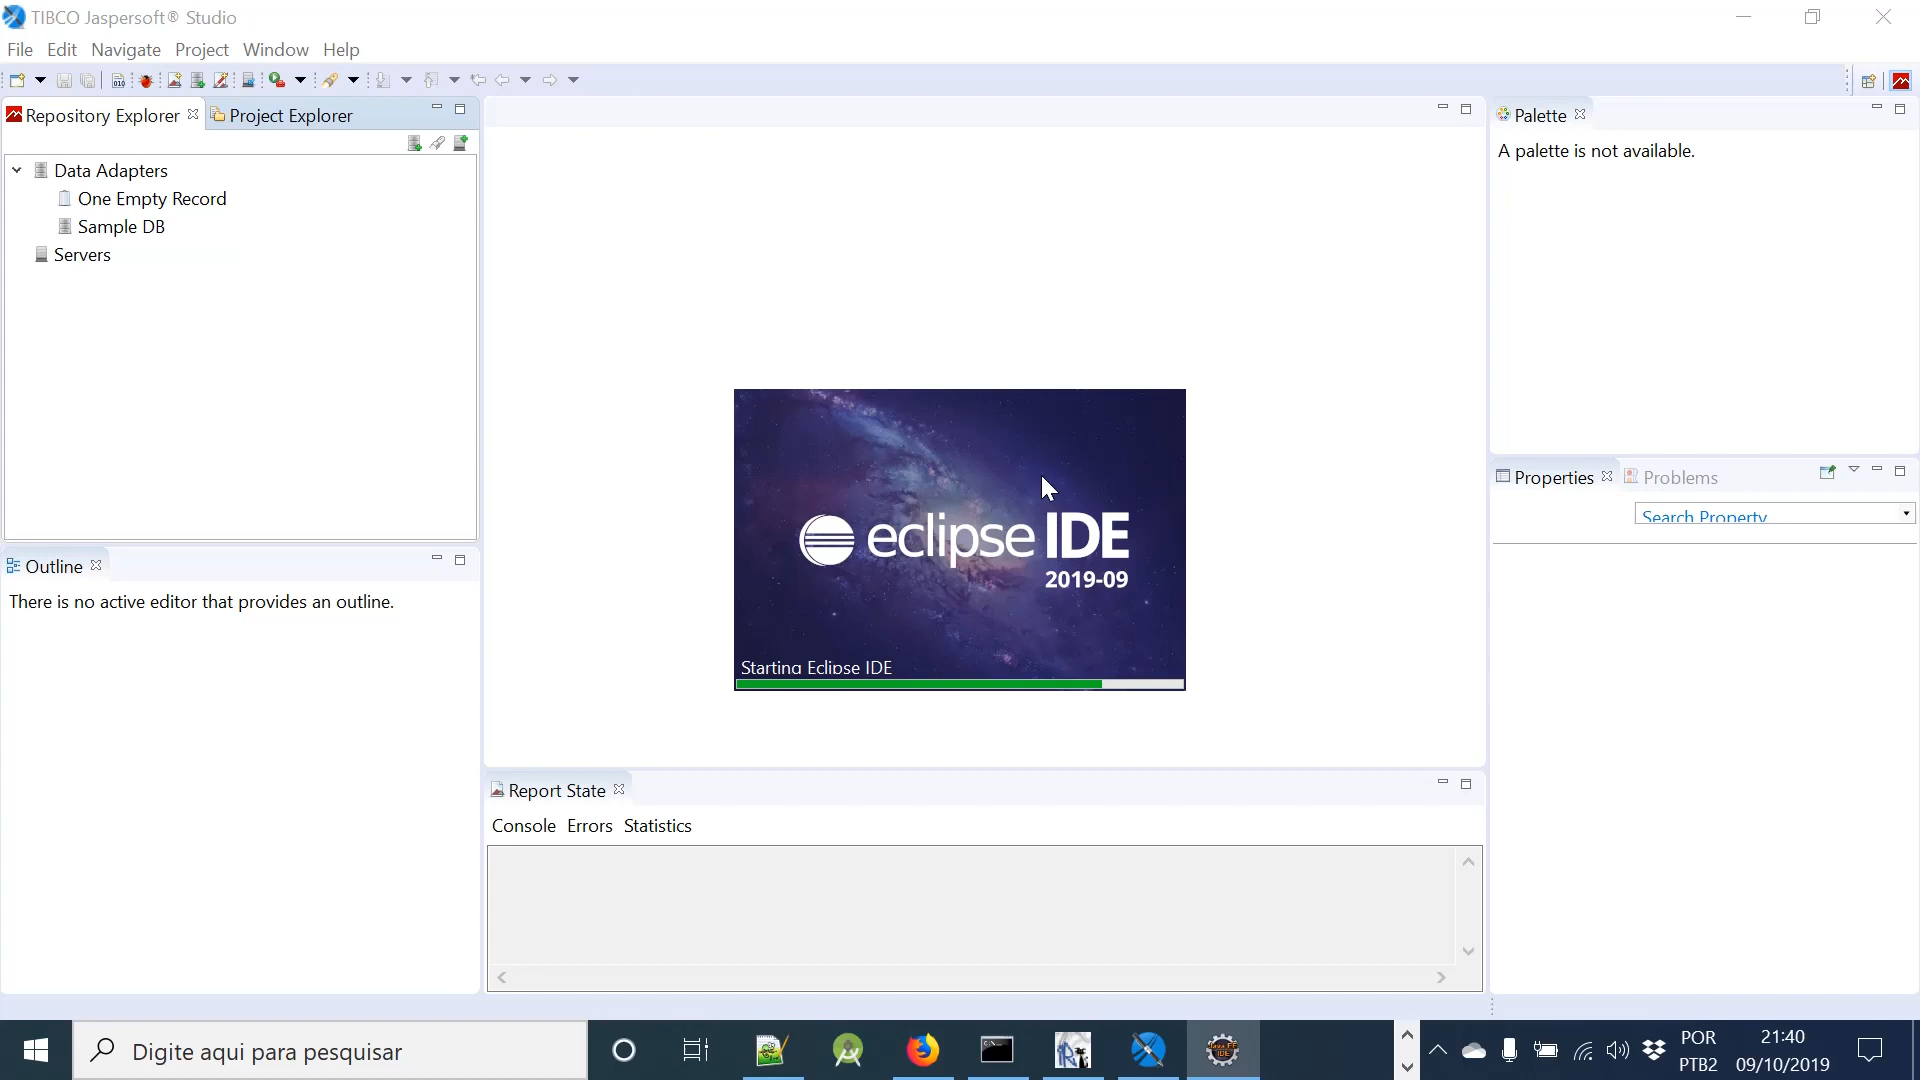 TIBCO Jaspersoft® Studio
File Edit Navigate Project Window Help
Repository Explorer Project Explorer
Data Adapters
One Empty Record
Sample DB
Servers
Outline
There is no active editor that provides an outline.
eclipse IDE
2019-09
Starting Eclipse IDE
Report State
Console Errors Statistics
Palette
A palette is not available.
Properties Problems
Search Property
Digite aqui para pesquisar
Java EE
IDE
POR
PTB2
21:40
09/10/2019